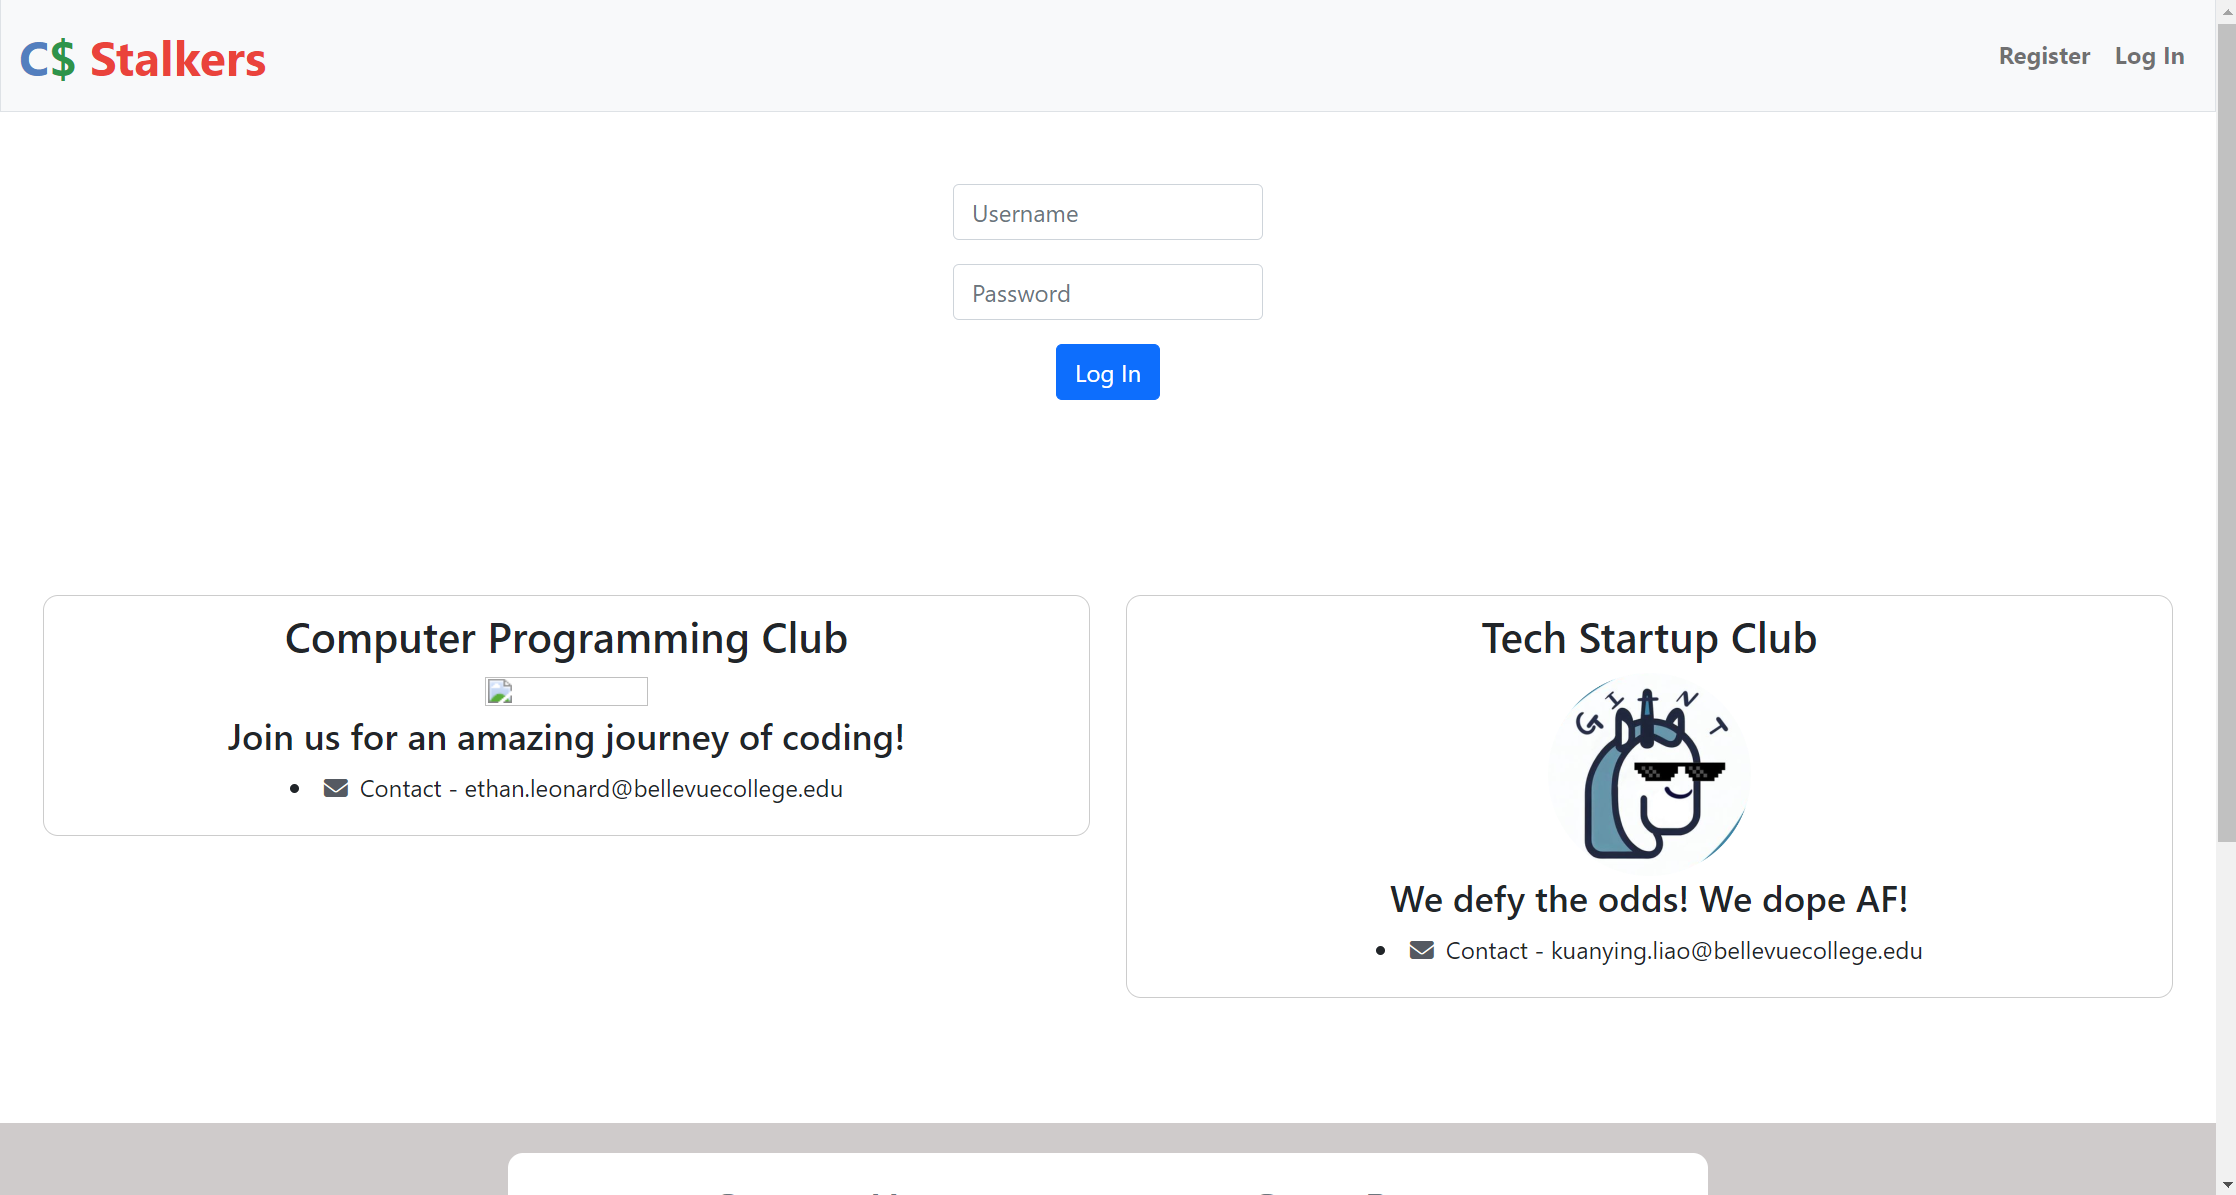 C$ Stalkers
Register Log In
Username
Password
Log In
Computer Programming Club
Join us for an amazing journey of coding!
Contact - ethan.leonard@bellevuecollege.edu
Tech Startup Club
GIANT
We defy the odds! We dope AF!
Contact - kuanying.liao@bellevuecollege.edu